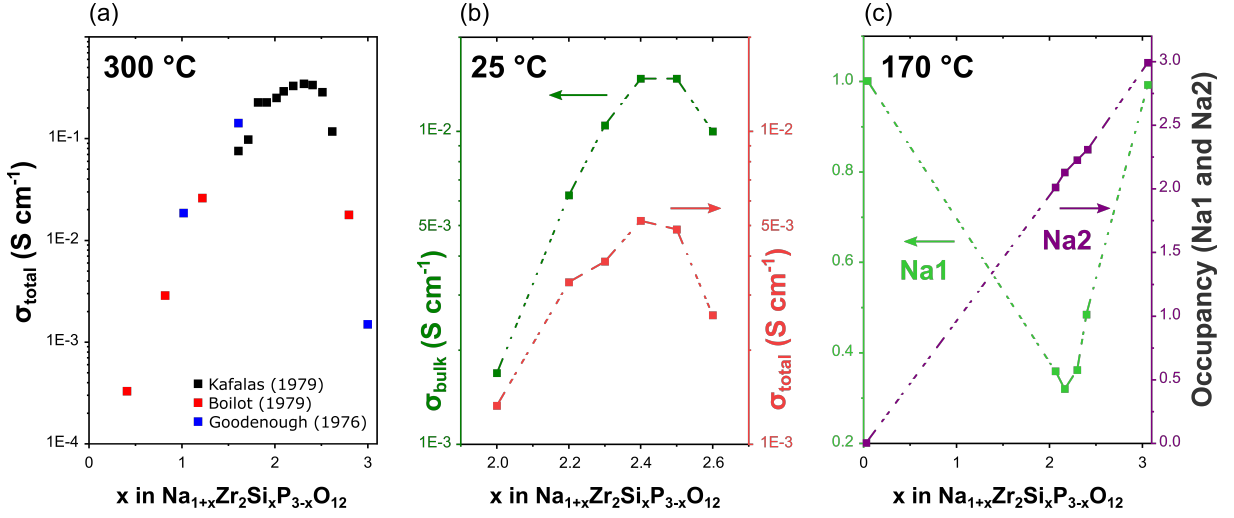 (a)
300 °C
σtotal (S cm-1)
1E-1
1E-2
1E-3
1E-4
Kafalas (1979)
Boilot (1979)
Goodenough (1976)
0 1 2 3
x in Na1+xZr2SixP3-xO12
(b)
25 °C
σbulk (S cm-1)
1E-2
5E-3
1E-3
1E-2
5E-3
1E-3
σtotal (S cm-1)
2.0 2.2 2.4 2.6
x in Na1+xZr2SixP3-xO12
(c)
170 °C
1.0
0.8
0.6
0.4
0.2
Na1
Na2
3.0
2.5
2.0
1.5
1.0
0.5
0.0
Occupancy (Na1 and Na2)
0 1 2 3
x in Na1+xZr2SixP3-xO12